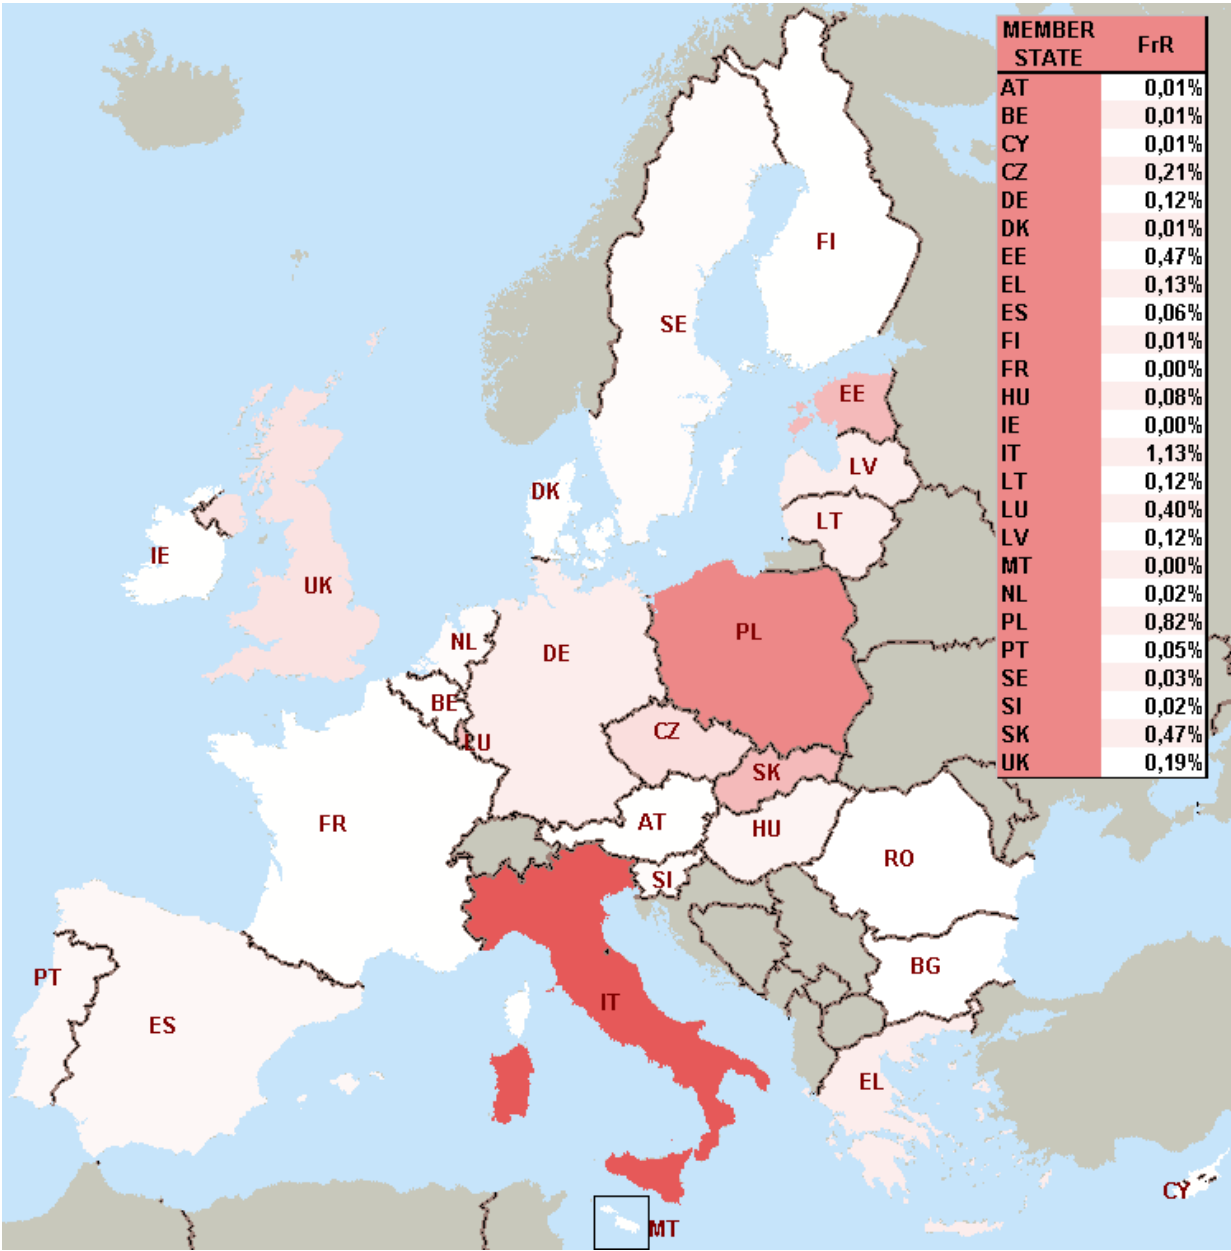 MEMBER STATE FrR
AT 0,01%
BE 0,01%
CY 0,01%
CZ 0,21%
DE 0,12%
DK 0,01%
EE 0,47%
EL 0,13%
ES 0,06%
FI 0,01%
FR 0,00%
HU 0,08%
IE 0,00%
IT 1,13%
LT 0,12%
LU 0,40%
LV 0,12%
MT 0,00%
NL 0,02%
PL 0,82%
PT 0,05%
SE 0,03%
SI 0,02%
SK 0,47%
UK 0,19%
FI
SE
EE
LV
DK
LT
IE
UK
PL
NL
DE
BE
CZ
LU
SK
FR
AT
HU
RO
SI
BG
PT
IT
ES
EL
CY
MT